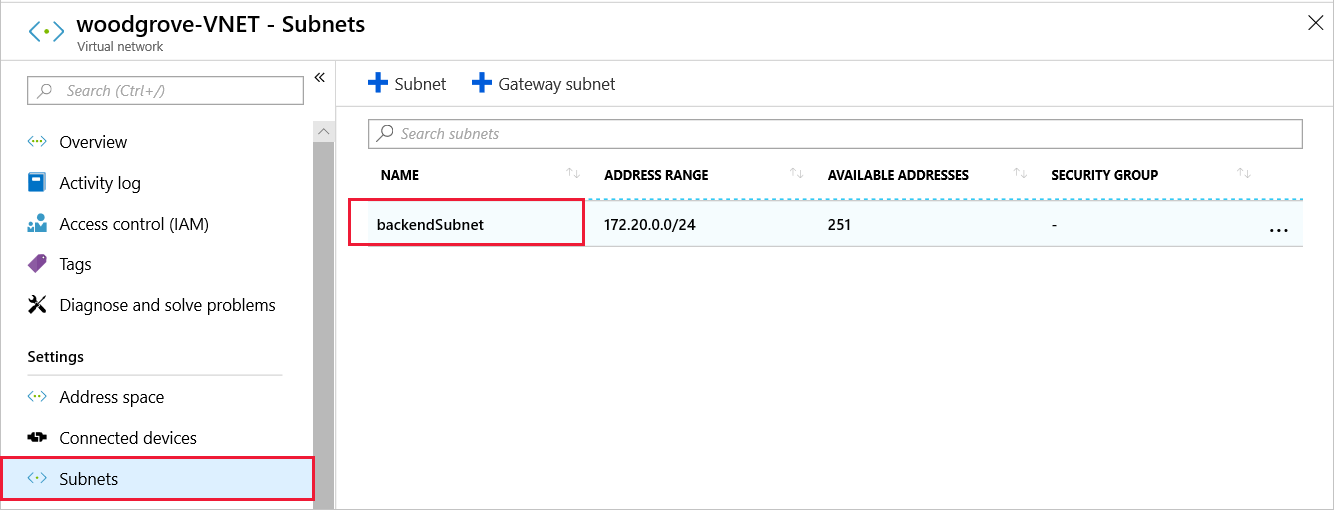 woodgrove-VNET - Subnets
Virtual network
Search (Ctrl+/)
Overview
Activity log
Access control (IAM)
Tags
Diagnose and solve problems
Settings
Address space
Connected devices
Subnets
Subnet Gateway subnet
Search subnets
NAME ADDRESS RANGE AVAILABLE ADDRESSES SECURITY GROUP
backendSubnet 172.20.0.0/24 251 - ...